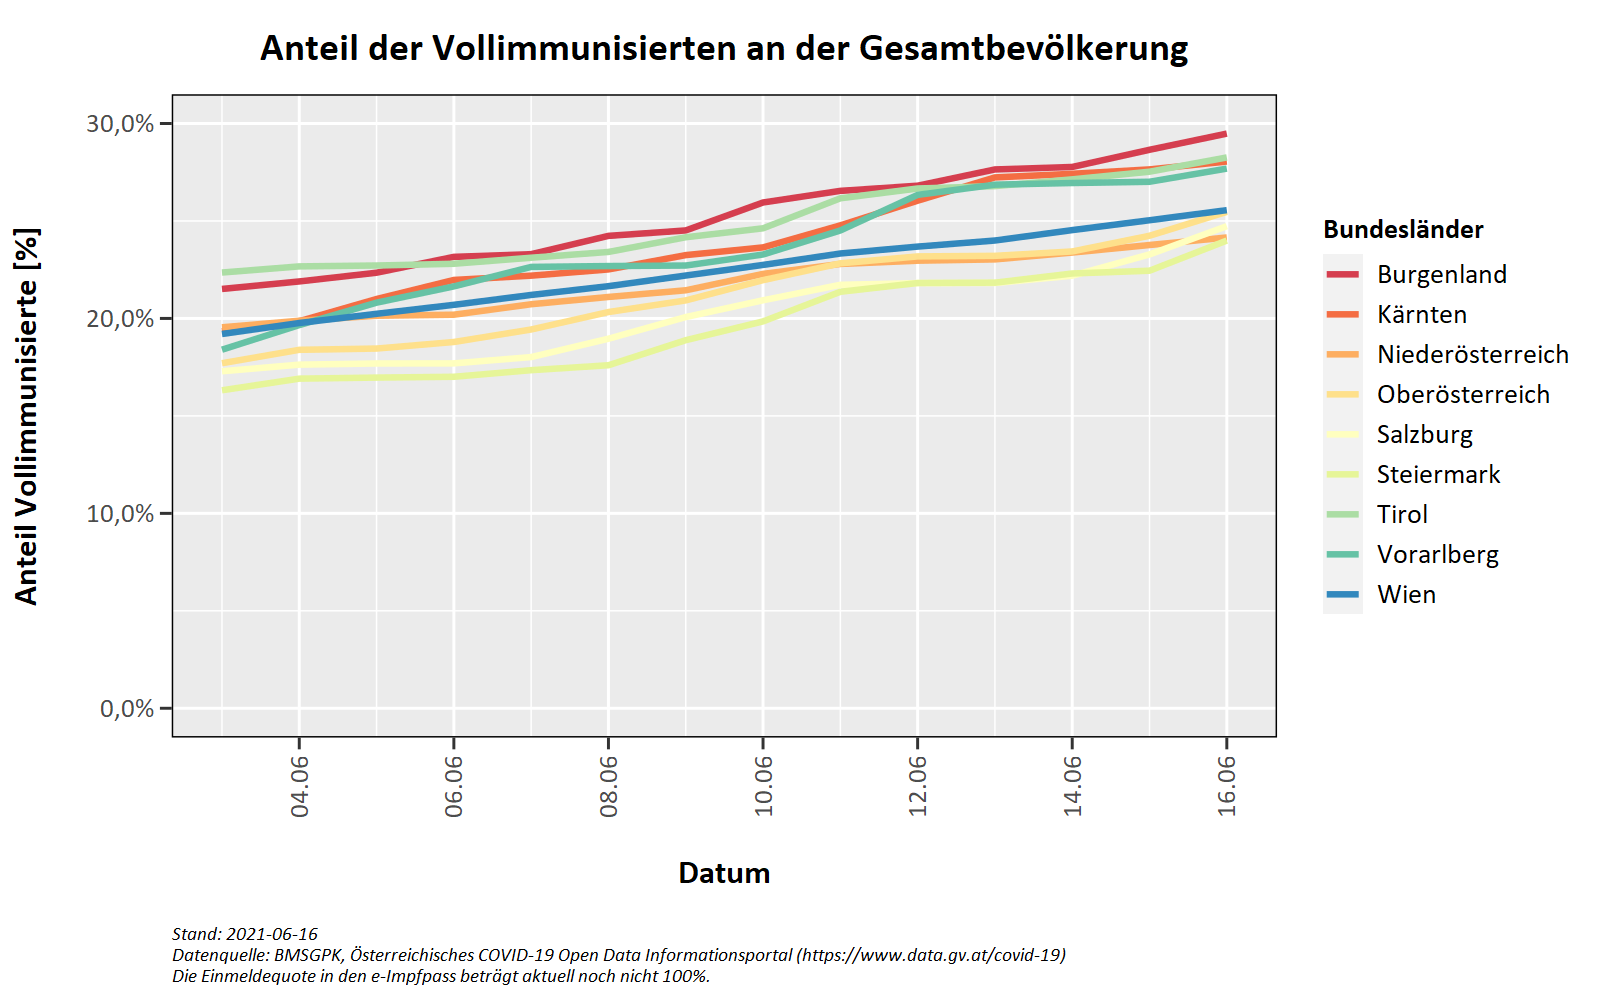 Anteil der Vollimmunisierten an der Gesamtbevölkerung
Anteil Vollimmunisierte [%]
30,0%
20,0%
10,0%
0,0%
04.06
06.06
08.06
10.06
12.06
14.06
16.06
Datum
Bundesländer
Burgenland
Kärnten
Niederösterreich
Oberösterreich
Salzburg
Steiermark
Tirol
Vorarlberg
Wien
Stand: 2021-06-16
Datenquelle: BMSGPK, Österreichisches COVID-19 Open Data Informationsportal (https://www.data.gv.at/covid-19)
Die Einmeldequote in den e-Impfpass beträgt aktuell noch nicht 100%.